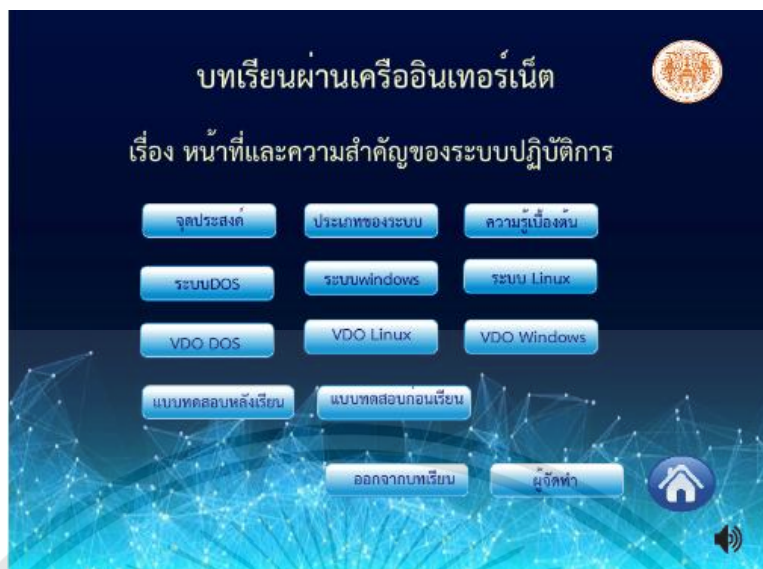 บทเรียนผ่านเครืออินเทอร์เน็ต
เรื่อง หน้าที่และความสำคัญของระบบปฏิบัติการ
จุดประสงค์ ประเภทของระบบ ความรู้เบื้องต้น
ระบบDOS ระบบwindows ระบบ Linux
VDO DOS VDO Linux VDO Windows
แบบทดสอบหลังเรียน แบบทดสอบก่อนเรียน
ออกจากบทเรียน ผู้จัดทำ